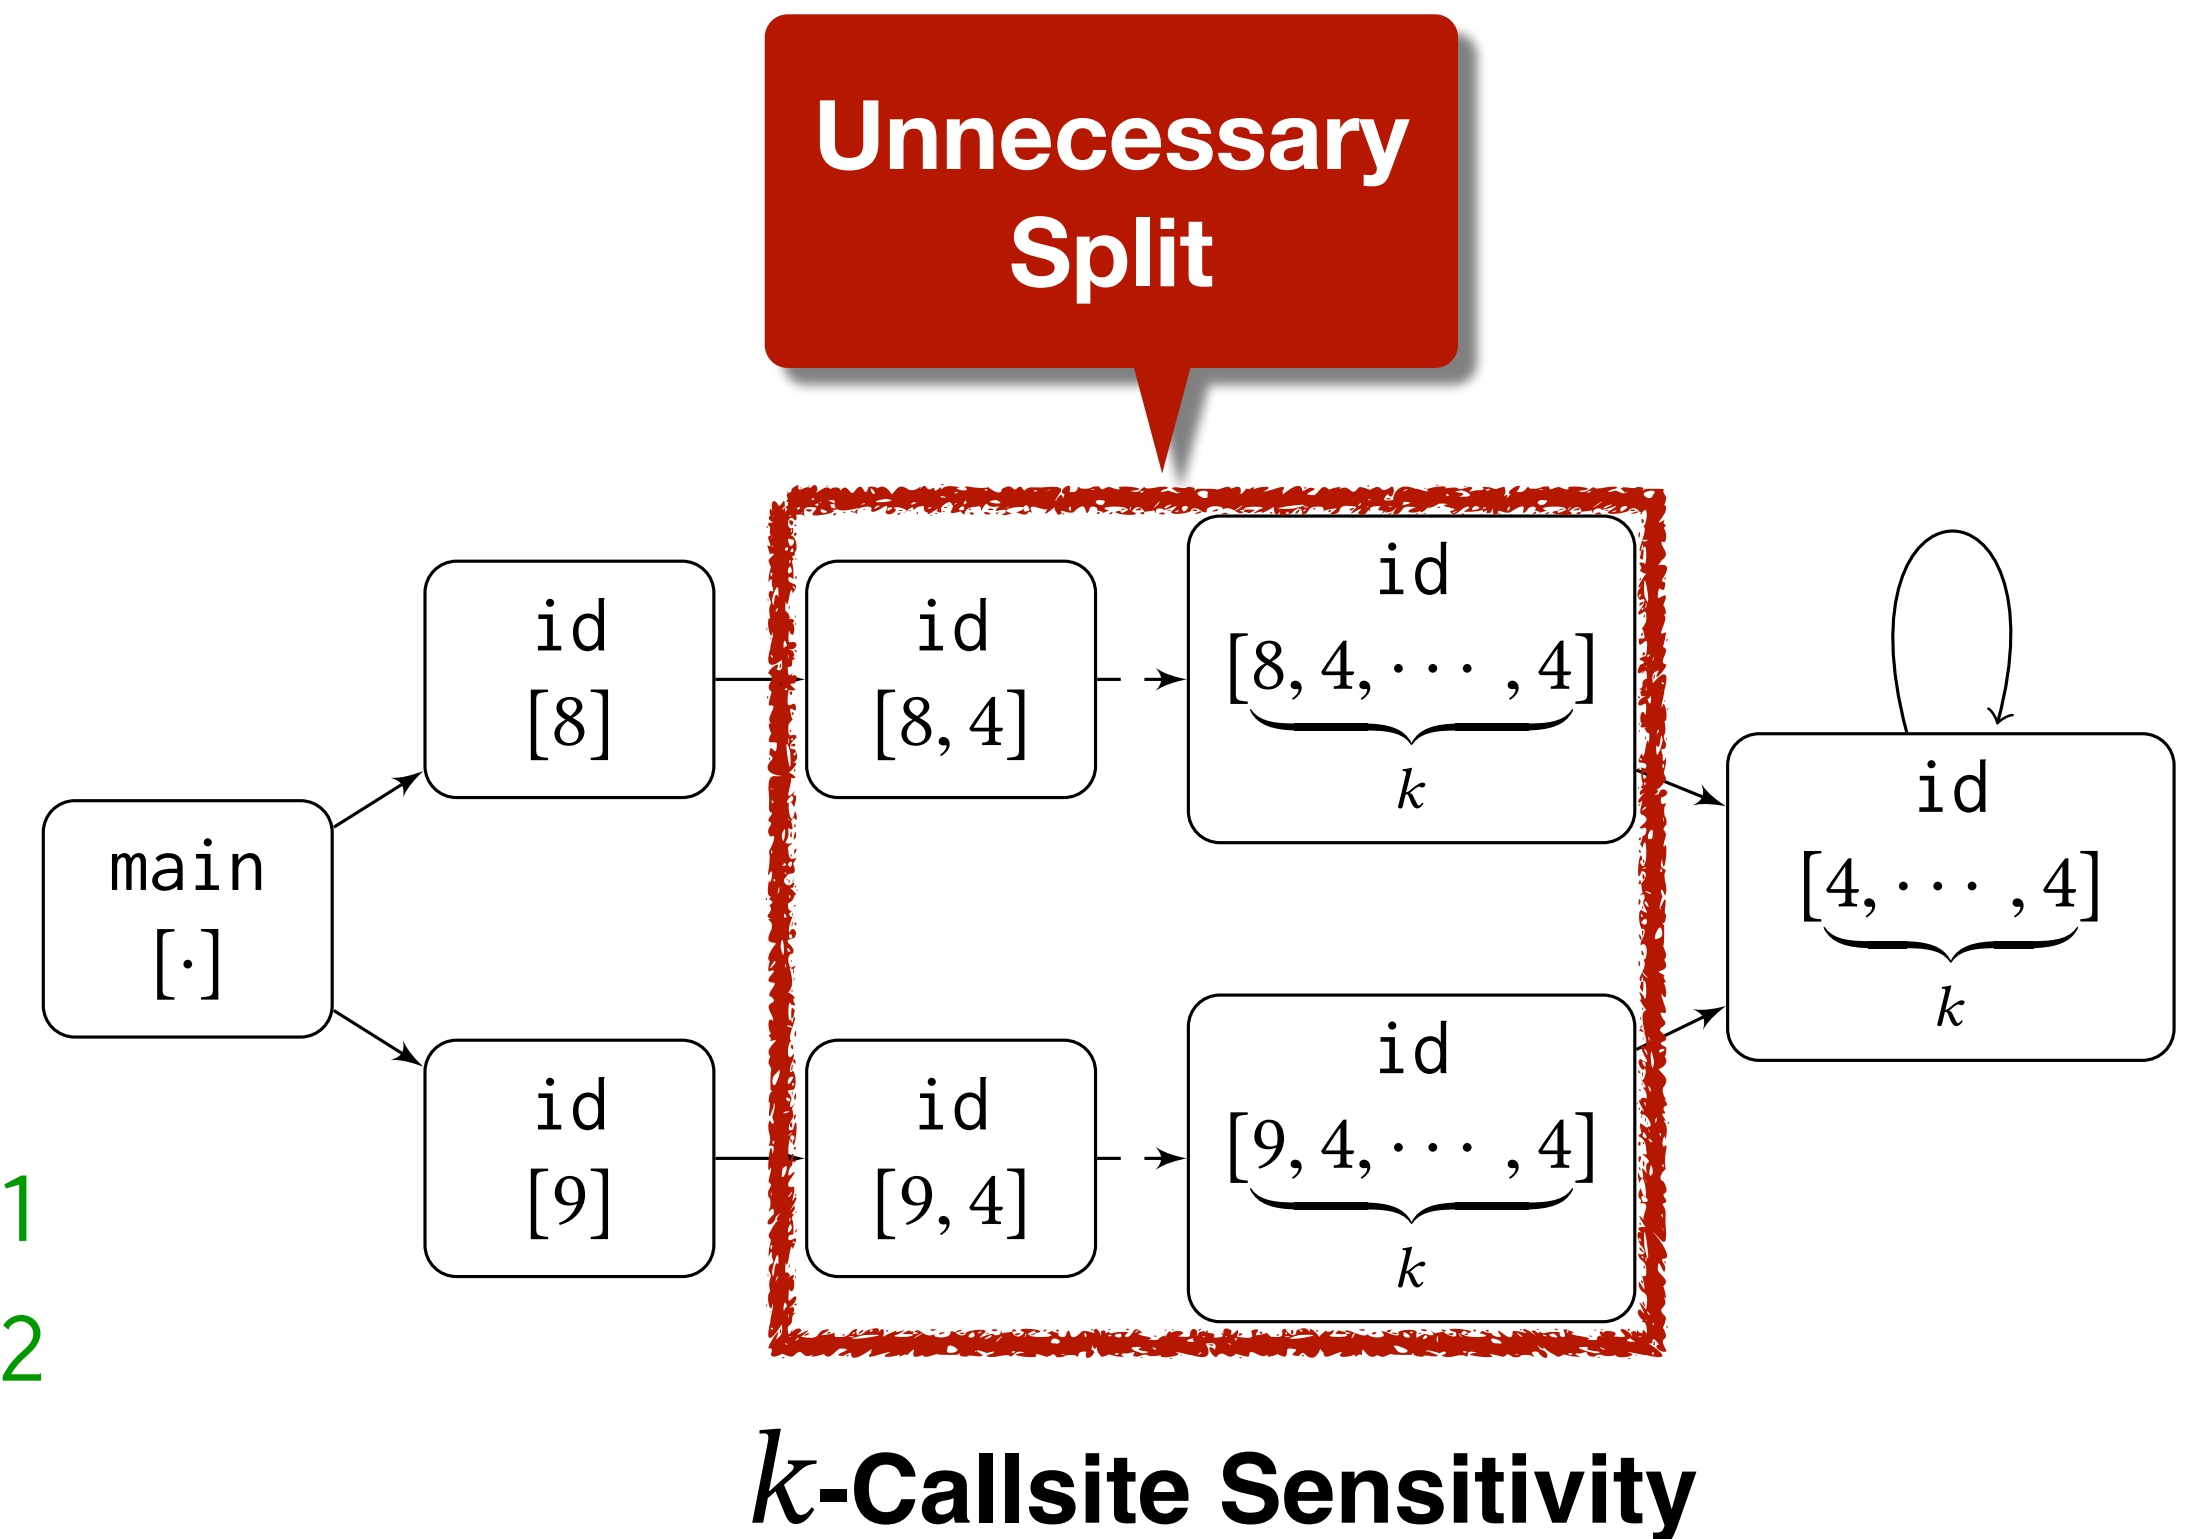 Unnecessary
Split
id
[8]
id
[8, 4]
id
[8, 4, ··· , 4]
k
main
[·]
id
[4, ··· , 4]
k
id
[9]
id
[9, 4]
id
[9, 4, ··· , 4]
k
1
2
k-Callsite Sensitivity